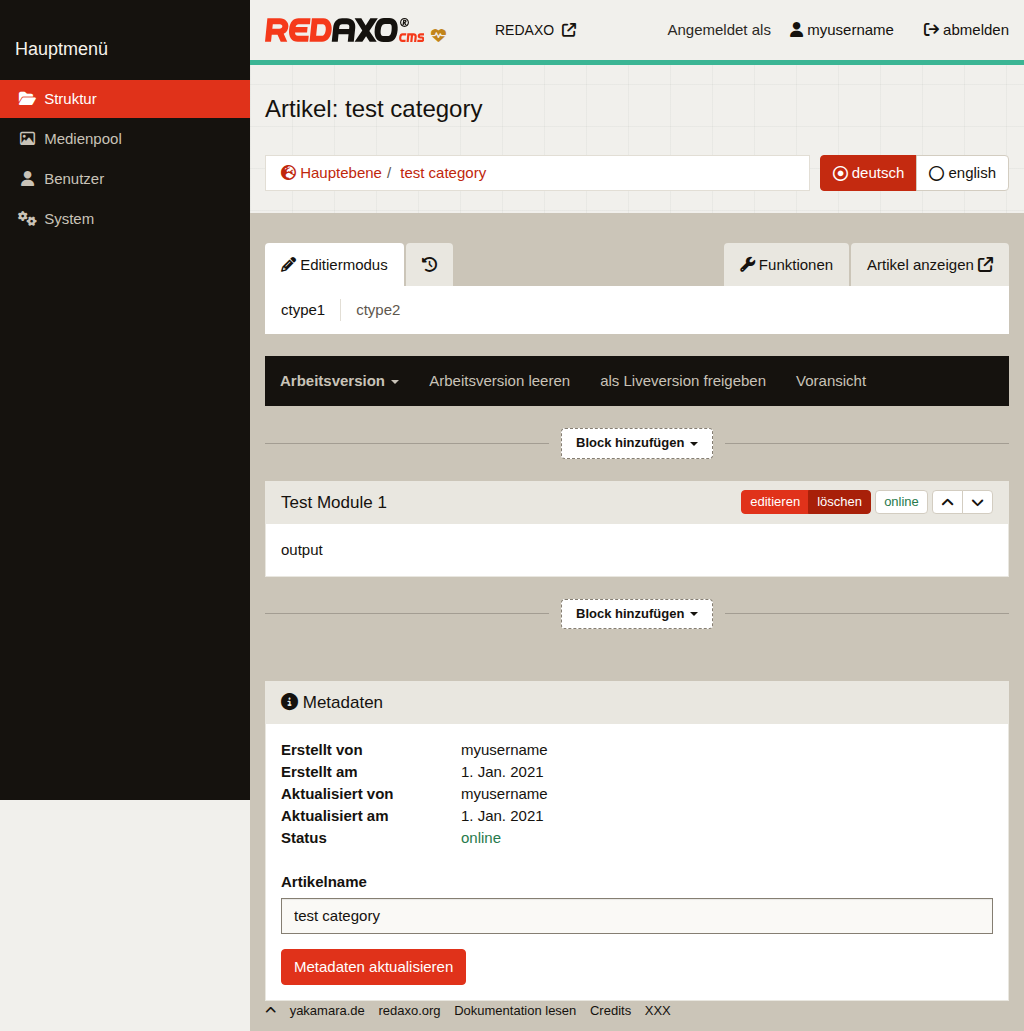 Hauptmenü
Struktur
Medienpool
Benutzer
System
REDAXO® cms
REDAXO
Angemeldet als myusername
abmelden
Artikel: test category
Hauptebene / test category
deutsch
english
Editiermodus
Funktionen
Artikel anzeigen
ctype1
ctype2
Arbeitsversion
Arbeitsversion leeren
als Liveversion freigeben
Voransicht
Block hinzufügen
Test Module 1
editieren
löschen
online
output
Block hinzufügen
Metadaten
Erstellt von myusername
Erstellt am 1. Jan. 2021
Aktualisiert von myusername
Aktualisiert am 1. Jan. 2021
Status online
Artikelname
test category
Metadaten aktualisieren
yakamara.de redaxo.org Dokumentation lesen Credits XXX